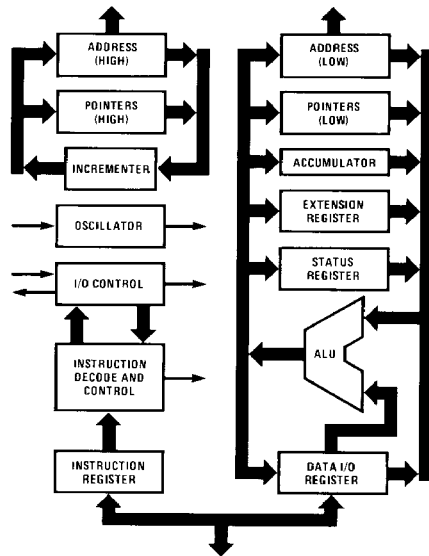 ADDRESS
(HIGH)
POINTERS
(HIGH)
INCREMENTER
OSCILLATOR
I/O CONTROL
INSTRUCTION
DECODE AND
CONTROL
INSTRUCTION
REGISTER
ADDRESS
(LOW)
POINTERS
(LOW)
ACCUMULATOR
EXTENSION
REGISTER
STATUS
REGISTER
ALU
DATA I/O
REGISTER